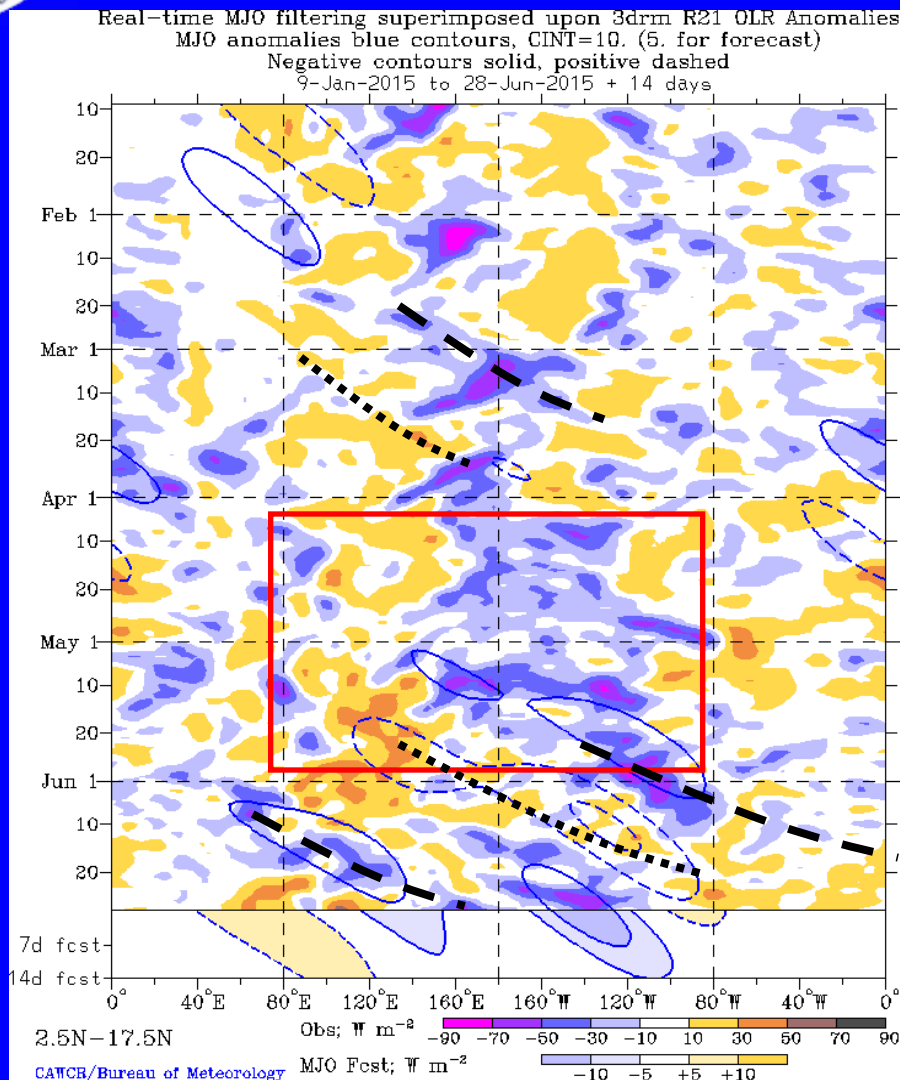 Real-time MJO filtering superimposed upon 3drm R21 OLR Anomalies
MJO anomalies blue contours, CINT=10. (5. for forecast)
Negative contours solid, positive dashed
9-Jan-2015 to 28-Jun-2015 + 14 days
10
20
Feb 1
10
20
Mar 1
10
20
Apr 1
10
20
May 1
10
20
Jun 1
10
20
7d fcst
14d fcst
0° 40°E 80°E 120°E 160°E 160°W 120°W 80°W 40°W 0°
2.5N-17.5N
Obs; W m-2
-90 -70 -50 -30 -10 10 30 50 70 90
CAWCR/Bureau of Meteorology
MJO Fcst; W m-2
-10 -5 +5 +10